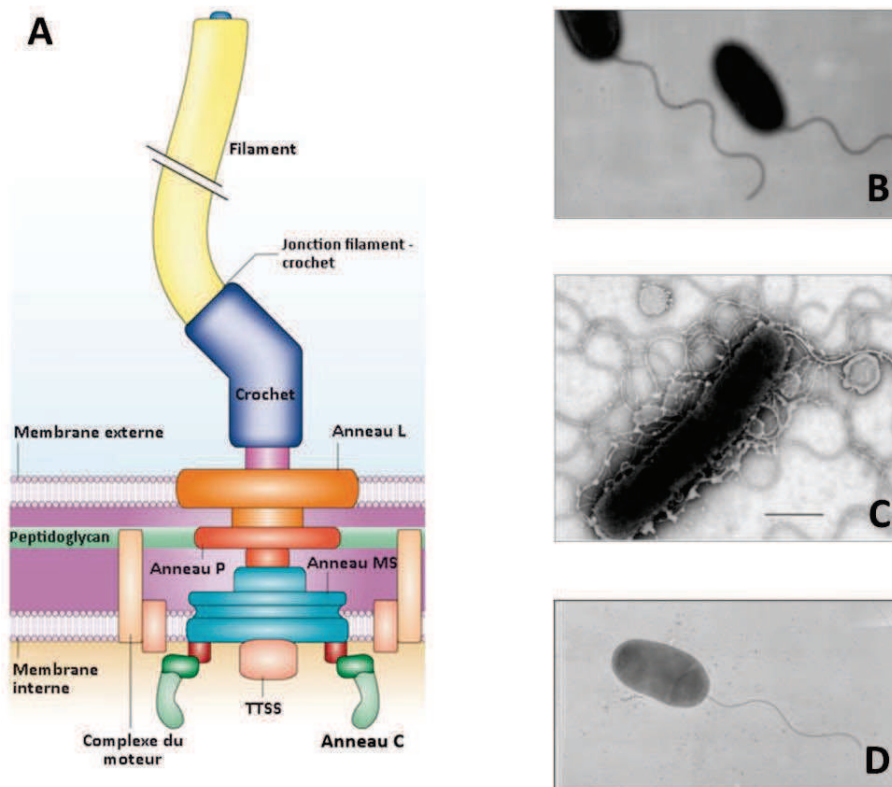 A
Filament
Jonction filament -
crochet
Crochet
Membrane externe
Anneau L
Peptidoglycan
Anneau P
Anneau MS
Membrane
interne
TTSS
Complexe du
moteur
Anneau C
B
C
D